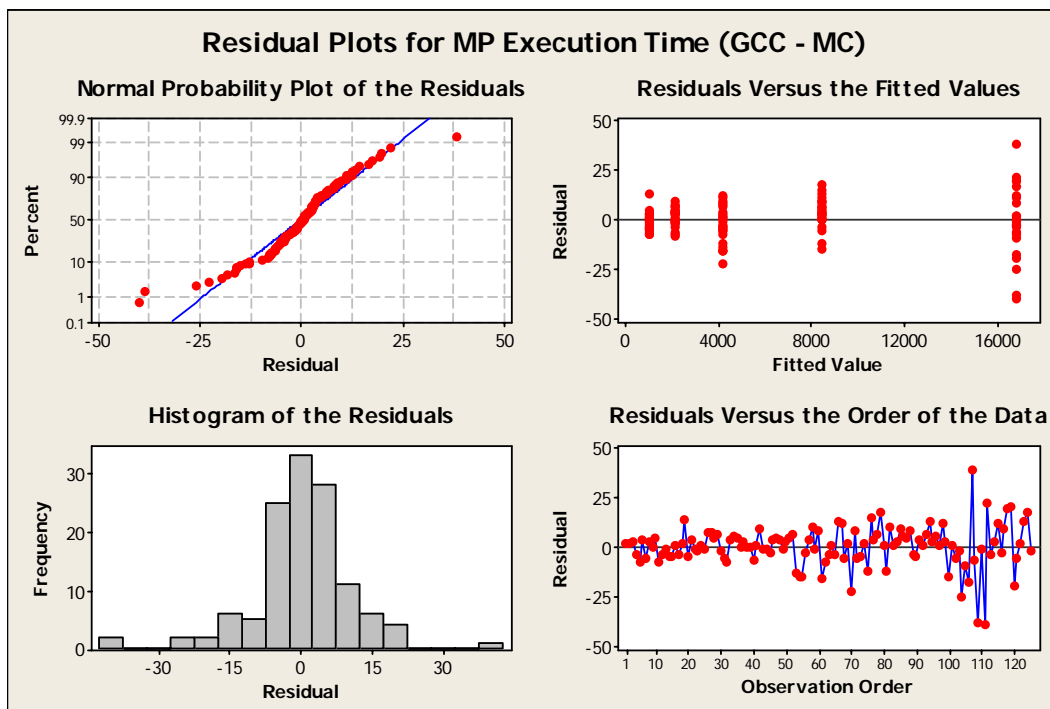 Residual Plots for MP Execution Time (GCC - MC)
Normal Probability Plot of the Residuals
99.9
99
90
50
10
1
0.1
Percent
-50 -25 0 25 50
Residual
Residuals Versus the Fitted Values
50
25
0
-25
-50
Residual
0 4000 8000 12000 16000
Fitted Value
Histogram of the Residuals
30
20
10
0
Frequency
-30 -15 0 15 30
Residual
Residuals Versus the Order of the Data
50
25
0
-25
-50
Residual
1 10 20 30 40 50 60 70 80 90 100 110 120
Observation Order